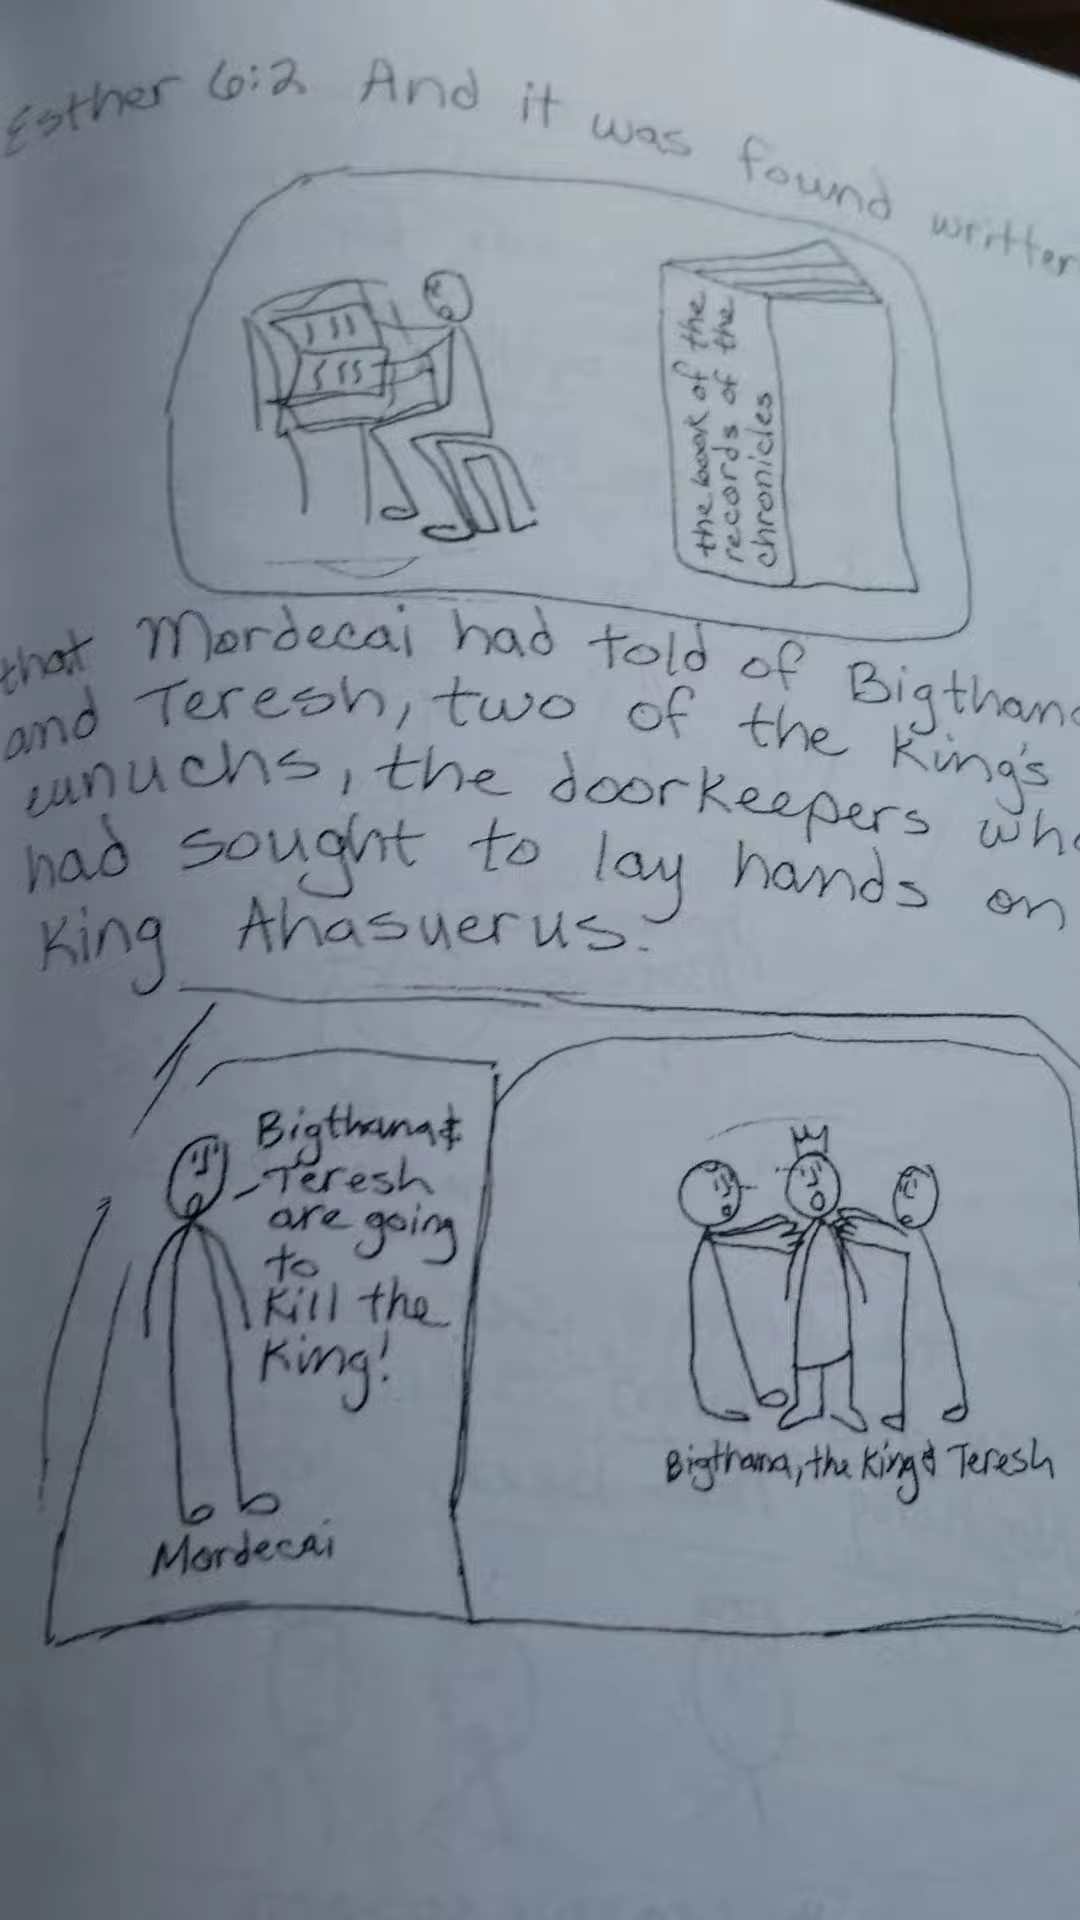 Esther 6:2 And it was found written
the book of the
records of the
chronicles
that Mordecai had told of Bigthana
and Teresh, two of the King's
eunuchs, the doorkeepers who
had sought to lay hands on
King Ahasuerus.
Bigthana &
Teresh
are going
to
Kill the
King!
Mordecai
Bigthana, the King & Teresh